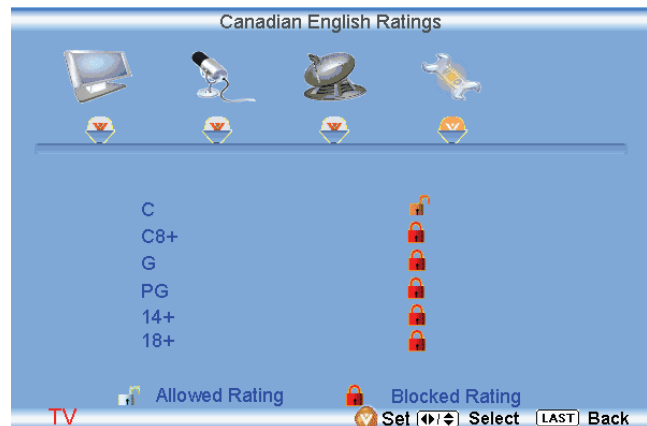 Canadian English Ratings
C
C8+
G
PG
14+
18+
Allowed Rating Blocked Rating
TV Set Select LAST Back